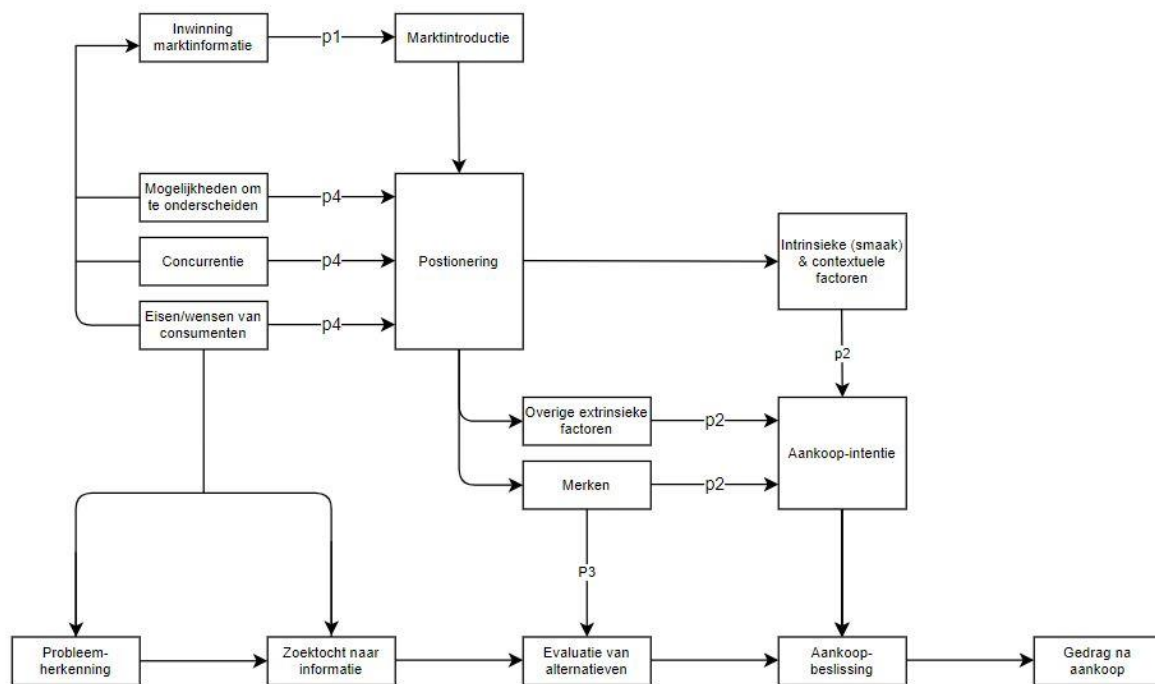 Inwinning
marktinformatie
p1
Marktintroductie
Mogelijkheden om
te onderscheiden
p4
Concurrentie
p4
Postionering
Intrinsieke (smaak)
& contextuele
factoren
Eisen/wensen van
consumenten
p4
p2
Overige extrinsieke
factoren
p2
Aankoop-intentie
Merken
p2
P3
Probleem-
herkenning
Zoektocht naar
informatie
Evaluatie van
alternatieven
Aankoop-
beslissing
Gedrag na
aankoop